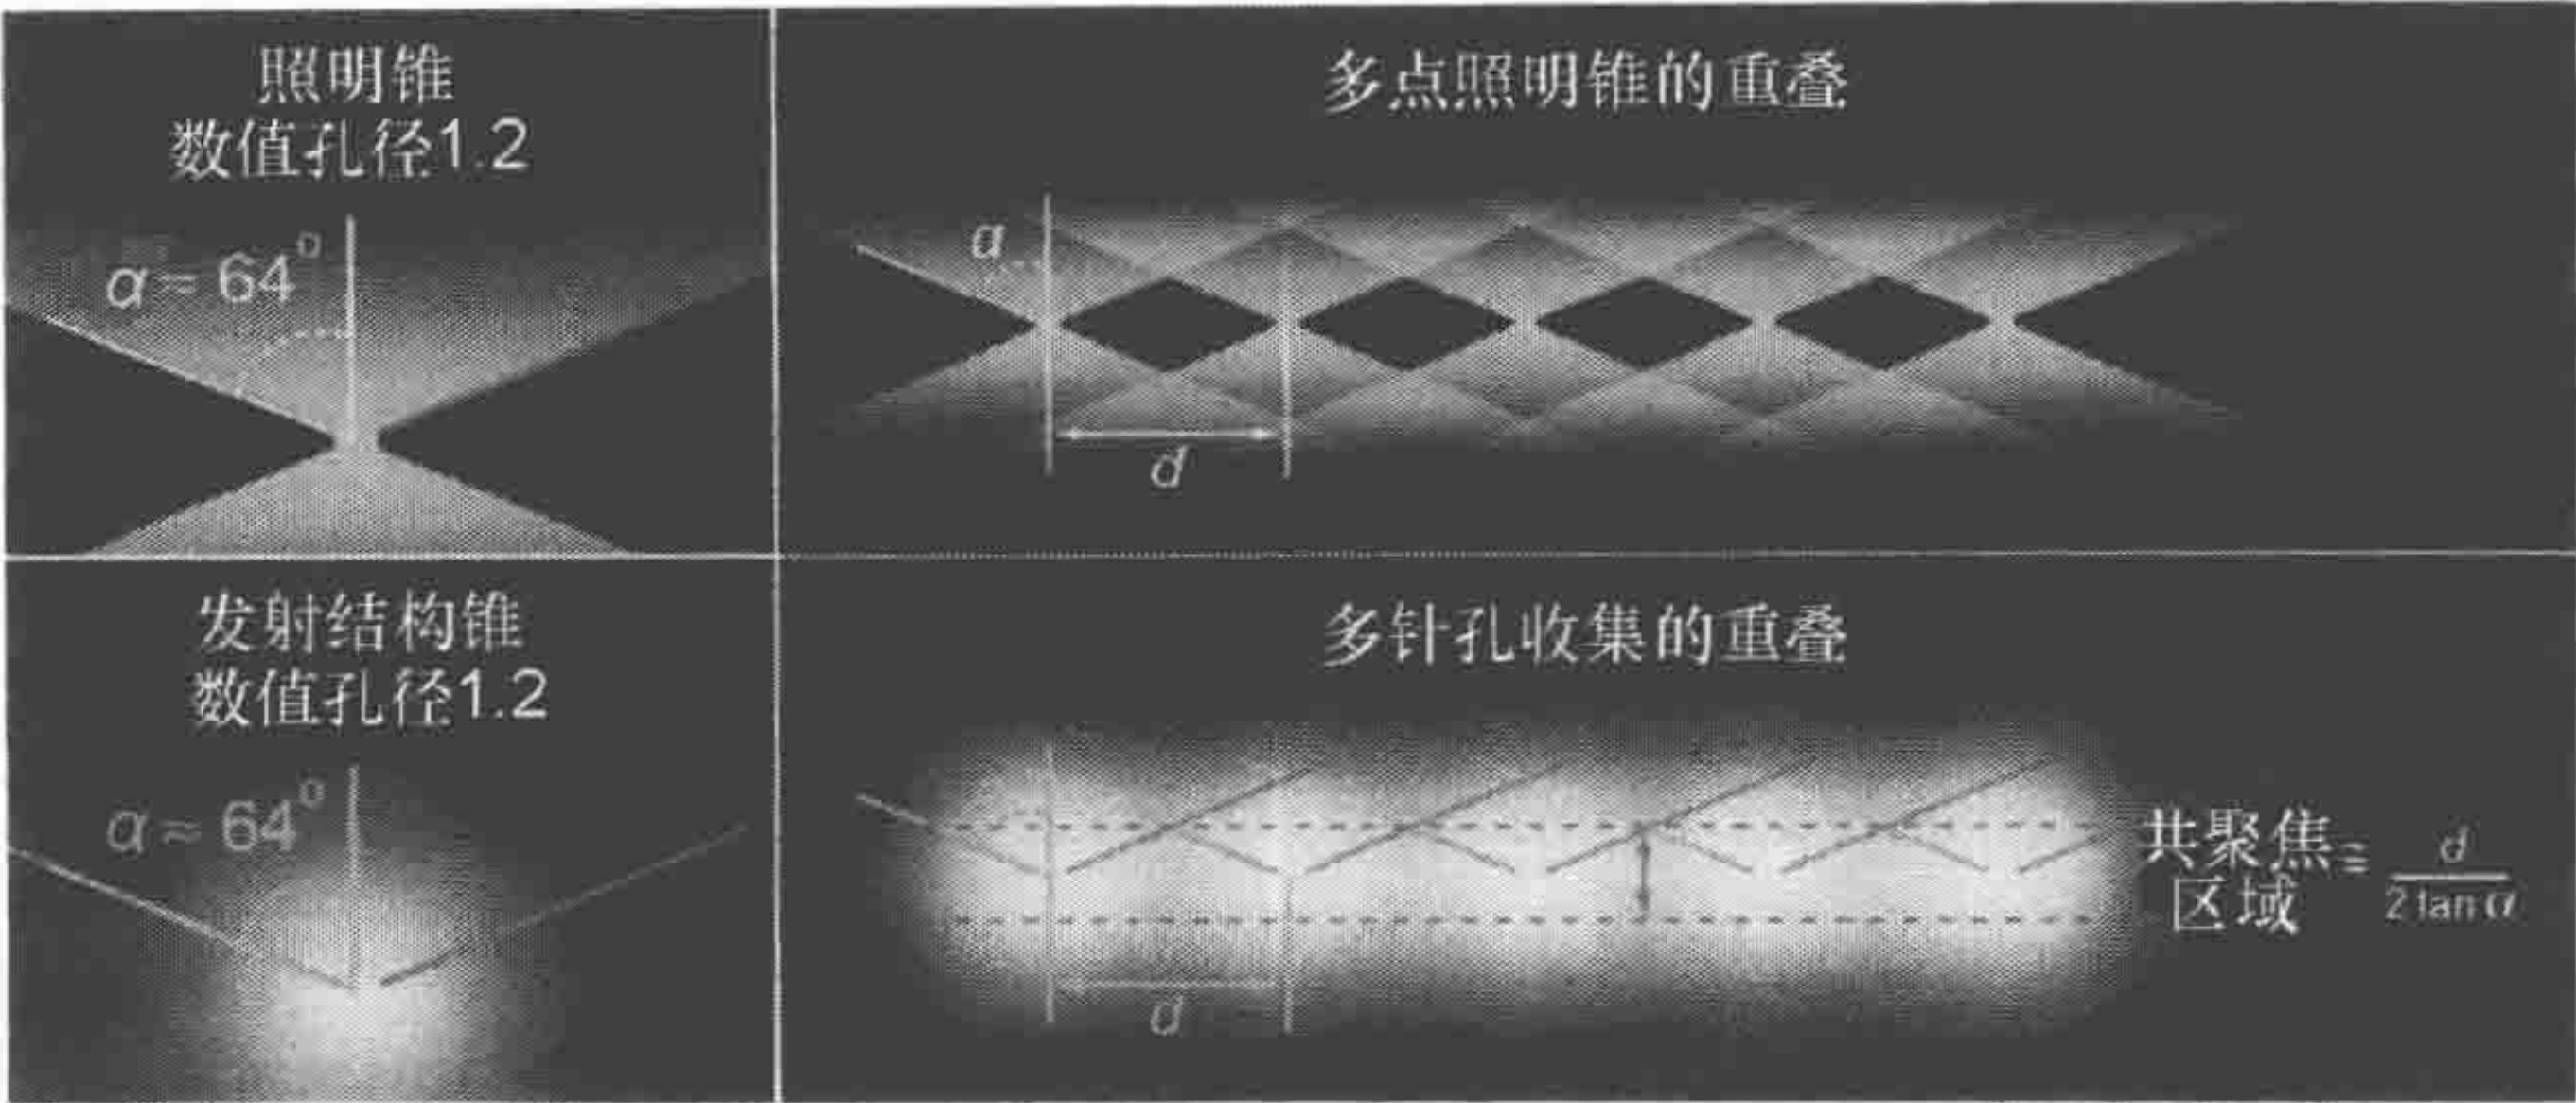 照明锥
数值孔径1.2
α≈64°
多点照明锥的重叠
α
d
发射结构锥
数值孔径1.2
α≈64°
多针孔收集的重叠
d
共聚焦
区域
≅ d / 2 tan α